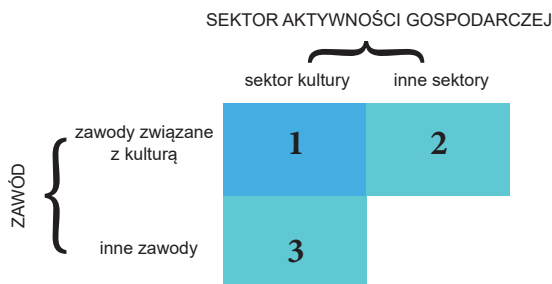 SEKTOR AKTYWNOŚCI GOSPODARCZEJ
sektor kultury
inne sektory
ZAWÓD
zawody związane
z kulturą
1
2
inne zawody
3